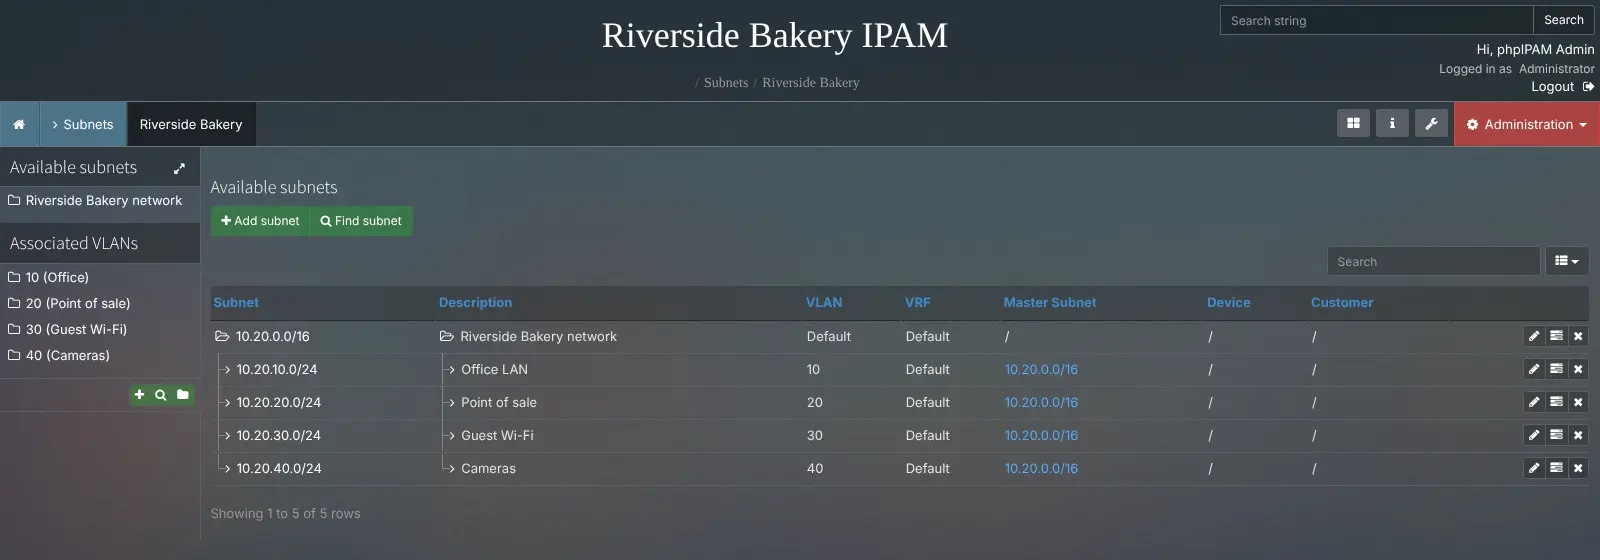 Riverside Bakery IPAM
/ Subnets / Riverside Bakery
Search string Search
Hi, phpIPAM Admin
Logged in as Administrator
Logout
Subnets Riverside Bakery Administration
Available subnets
Riverside Bakery network
Associated VLANs
10 (Office)
20 (Point of sale)
30 (Guest Wi-Fi)
40 (Cameras)
Available subnets
Add subnet Find subnet
Search
Subnet Description VLAN VRF Master Subnet Device Customer
10.20.0.0/16 Riverside Bakery network Default Default / / /
10.20.10.0/24 Office LAN 10 Default 10.20.0.0/16 / /
10.20.20.0/24 Point of sale 20 Default 10.20.0.0/16 / /
10.20.30.0/24 Guest Wi-Fi 30 Default 10.20.0.0/16 / /
10.20.40.0/24 Cameras 40 Default 10.20.0.0/16 / /
Showing 1 to 5 of 5 rows